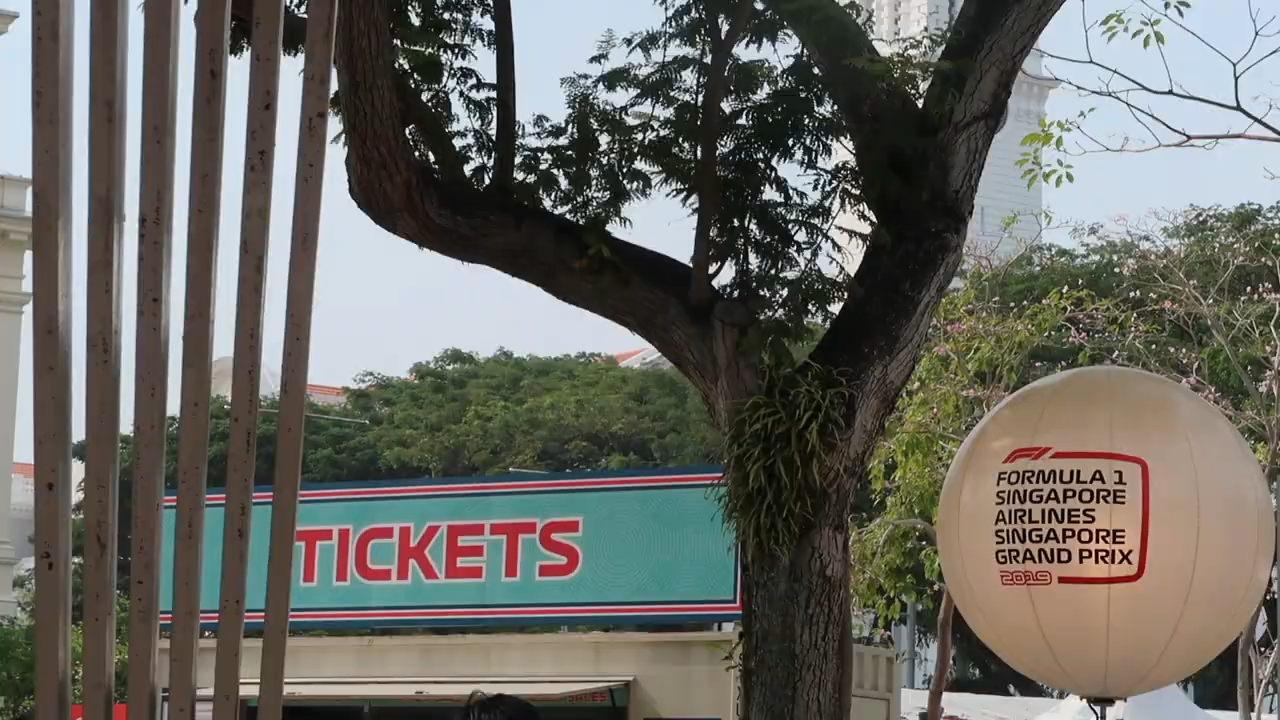 TICKETS
F1
FORMULA 1
SINGAPORE
AIRLINES
SINGAPORE
GRAND PRIX
2019